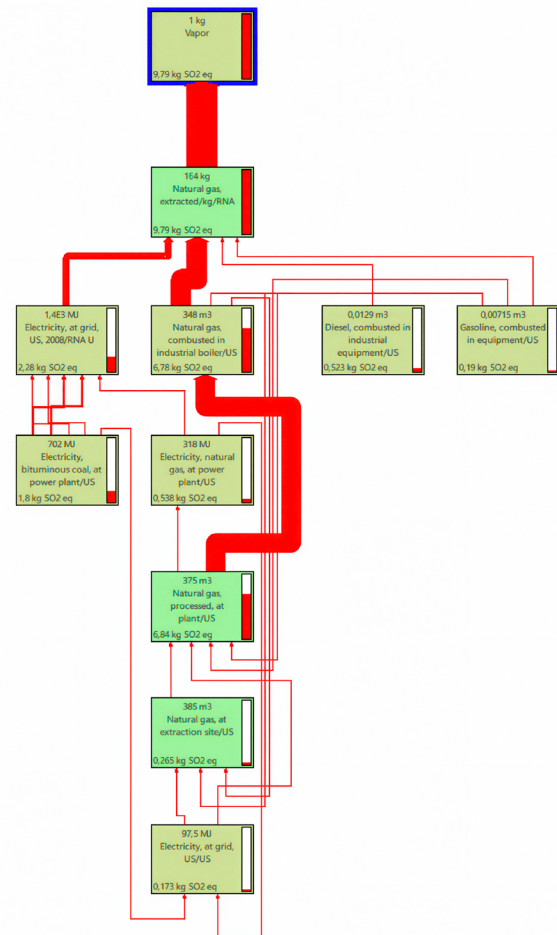 1 kg
Vapor
9,79 kg SO2 eq
164 kg
Natural gas,
extracted/kg/RNA
9,79 kg SO2 eq
1,4E3 MJ
Electricity, at grid,
US, 2008/RNA U
2,28 kg SO2 eq
348 m3
Natural gas,
combusted in
industrial boiler/US
6,78 kg SO2 eq
0,0129 m3
Diesel, combusted in
industrial
equipment/US
0,523 kg SO2 eq
0,00715 m3
Gasoline, combusted
in equipment/US
0,19 kg SO2 eq
702 MJ
Electricity,
bituminous coal, at
power plant/US
1,8 kg SO2 eq
318 MJ
Electricity, natural
gas, at power
plant/US
0,538 kg SO2 eq
375 m3
Natural gas,
processed, at
plant/US
6,84 kg SO2 eq
385 m3
Natural gas, at
extraction site/US
0,265 kg SO2 eq
97,5 MJ
Electricity, at grid,
US/US
0,173 kg SO2 eq